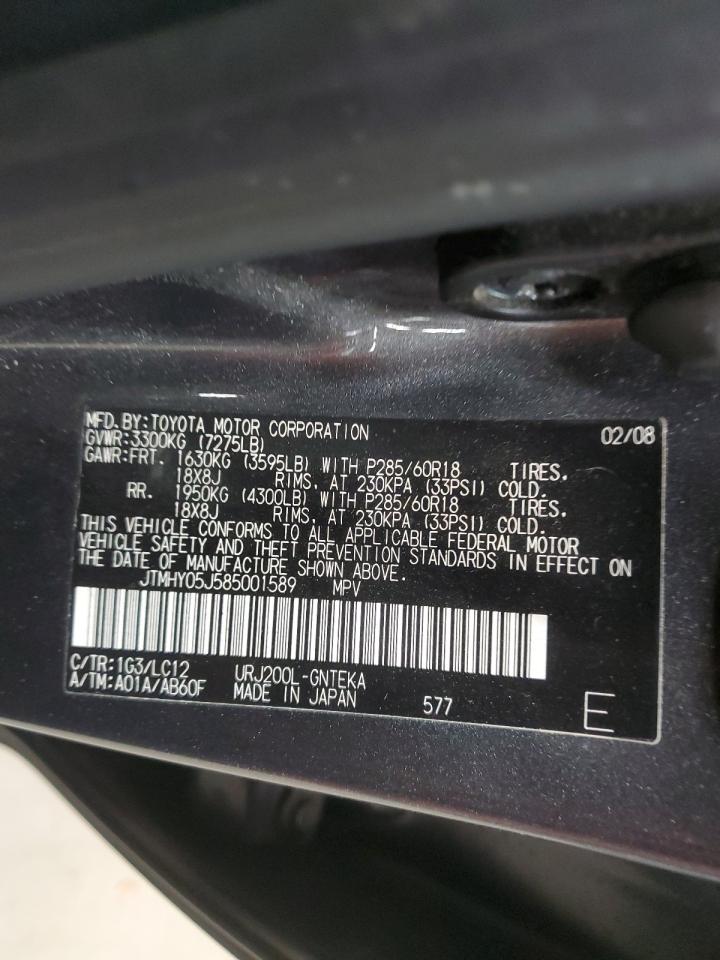 MFD.BY:TOYOTA MOTOR CORPORATION 02/08
GVWR:3300KG (7275LB)
GAWR:FRT. 1630KG (3595LB) WITH P285/60R18 TIRES,
18X8J RIMS, AT 230KPA (33PSI) COLD.
RR. 1950KG (4300LB) WITH P285/60R18 TIRES,
18X8J RIMS, AT 230KPA (33PSI) COLD.
THIS VEHICLE CONFORMS TO ALL APPLICABLE FEDERAL MOTOR
VEHICLE SAFETY AND THEFT PREVENTION STANDARDS IN EFFECT ON
THE DATE OF MANUFACTURE SHOWN ABOVE.
JTMHY05J585001589 MPV
C/TR:1G3/LC12 URJ200L-GNTEKA
A/TM:A01A/AB60F MADE IN JAPAN 577 E